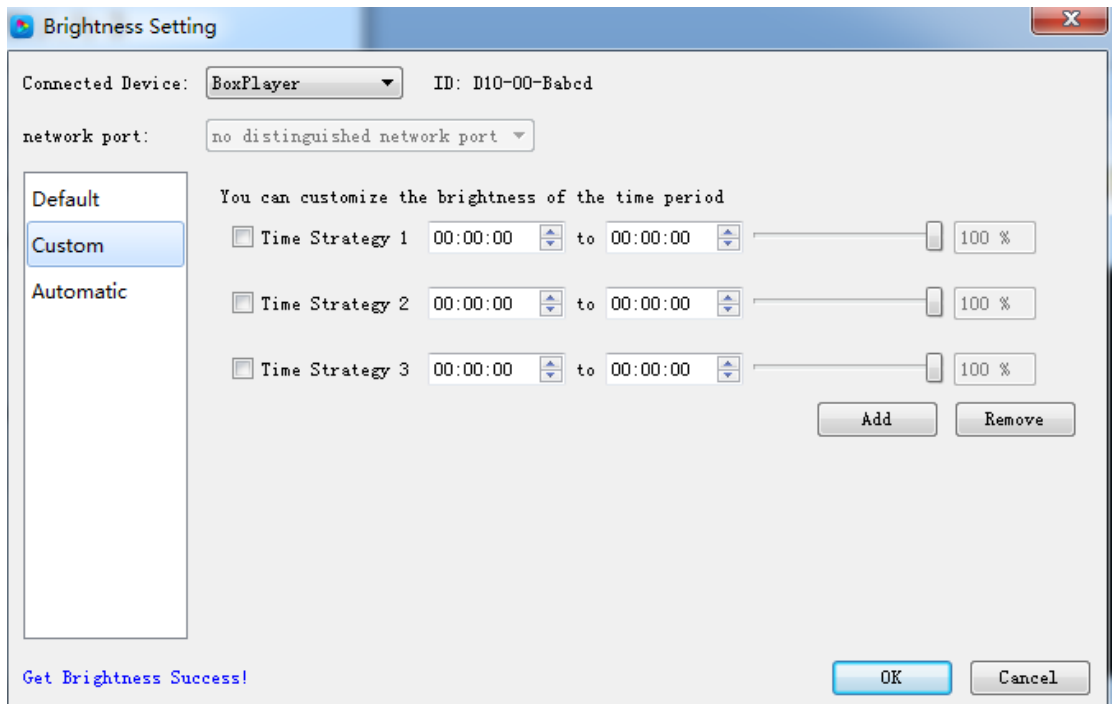 Brightness Setting
Connected Device: BoxPlayer ID: D10-00-Babcd
network port: no distinguished network port
Default
Custom
Automatic
You can customize the brightness of the time period
Time Strategy 1 00:00:00 to 00:00:00 100 %
Time Strategy 2 00:00:00 to 00:00:00 100 %
Time Strategy 3 00:00:00 to 00:00:00 100 %
Add Remove
Get Brightness Success!
OK Cancel